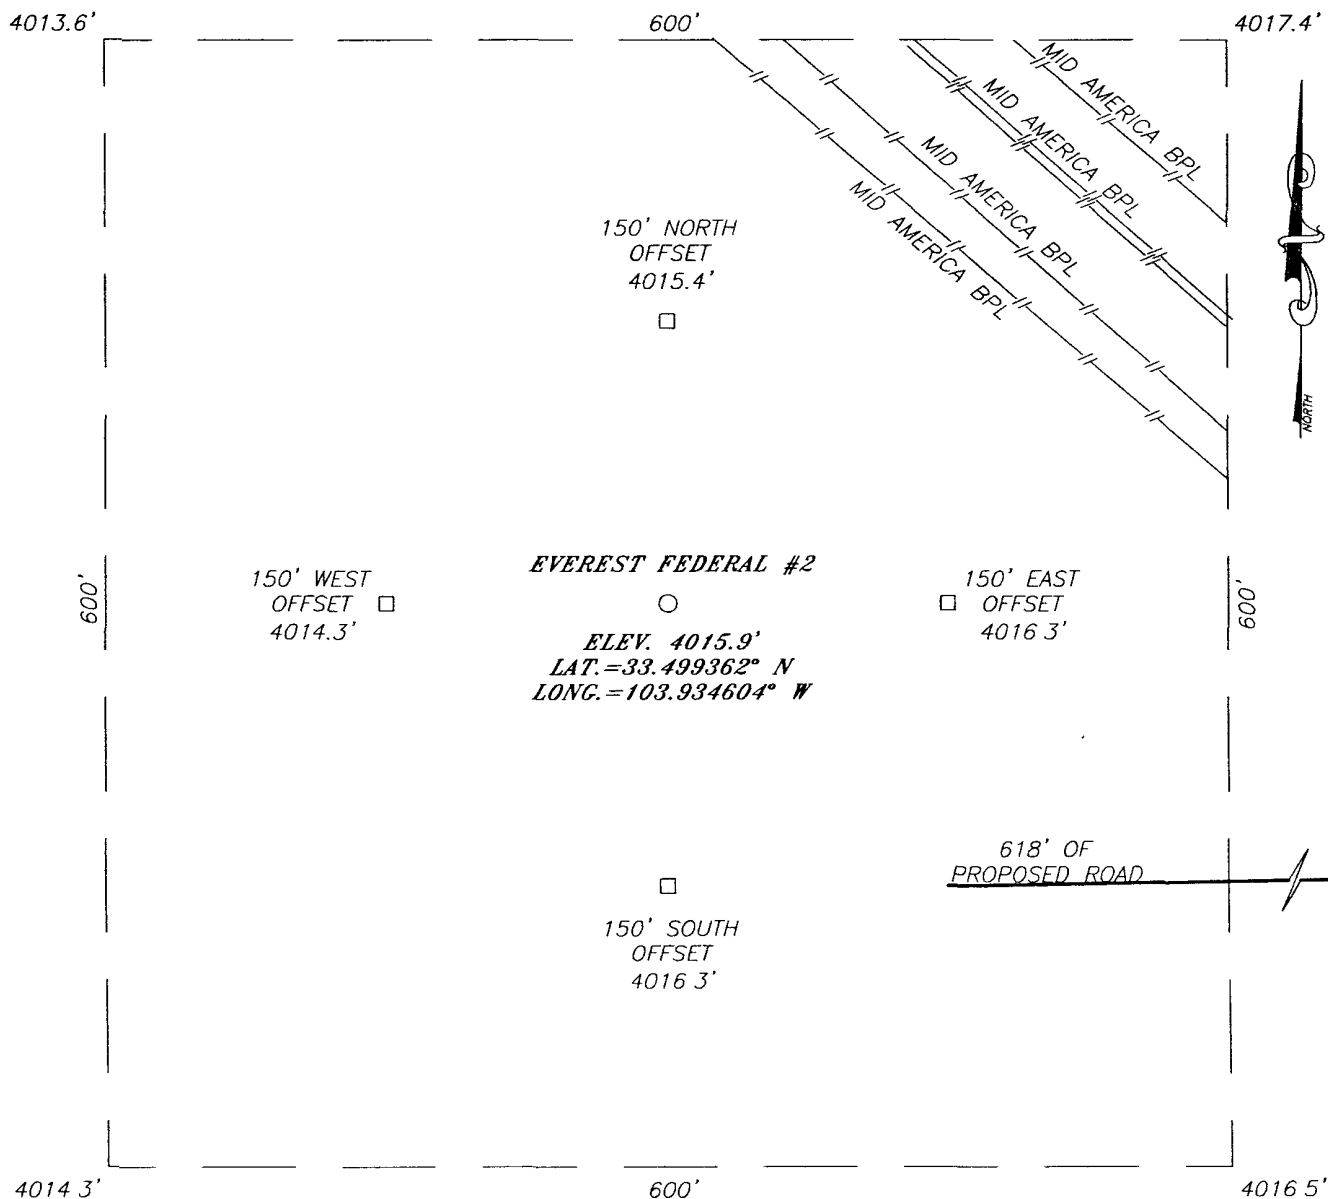 4013.6'
600'
4017.4'
MID AMERICA BPL
MID AMERICA BPL
MID AMERICA BPL
MID AMERICA BPL
150' NORTH
OFFSET
4015.4'
NORTH
600'
150' WEST
OFFSET
4014.3'
EVEREST FEDERAL #2
ELEV. 4015.9'
LAT.=33.499362° N
LONG.=103.934604° W
150' EAST
OFFSET
4016 3'
600'
618' OF
PROPOSED ROAD
150' SOUTH
OFFSET
4016 3'
4014 3'
600'
4016 5'